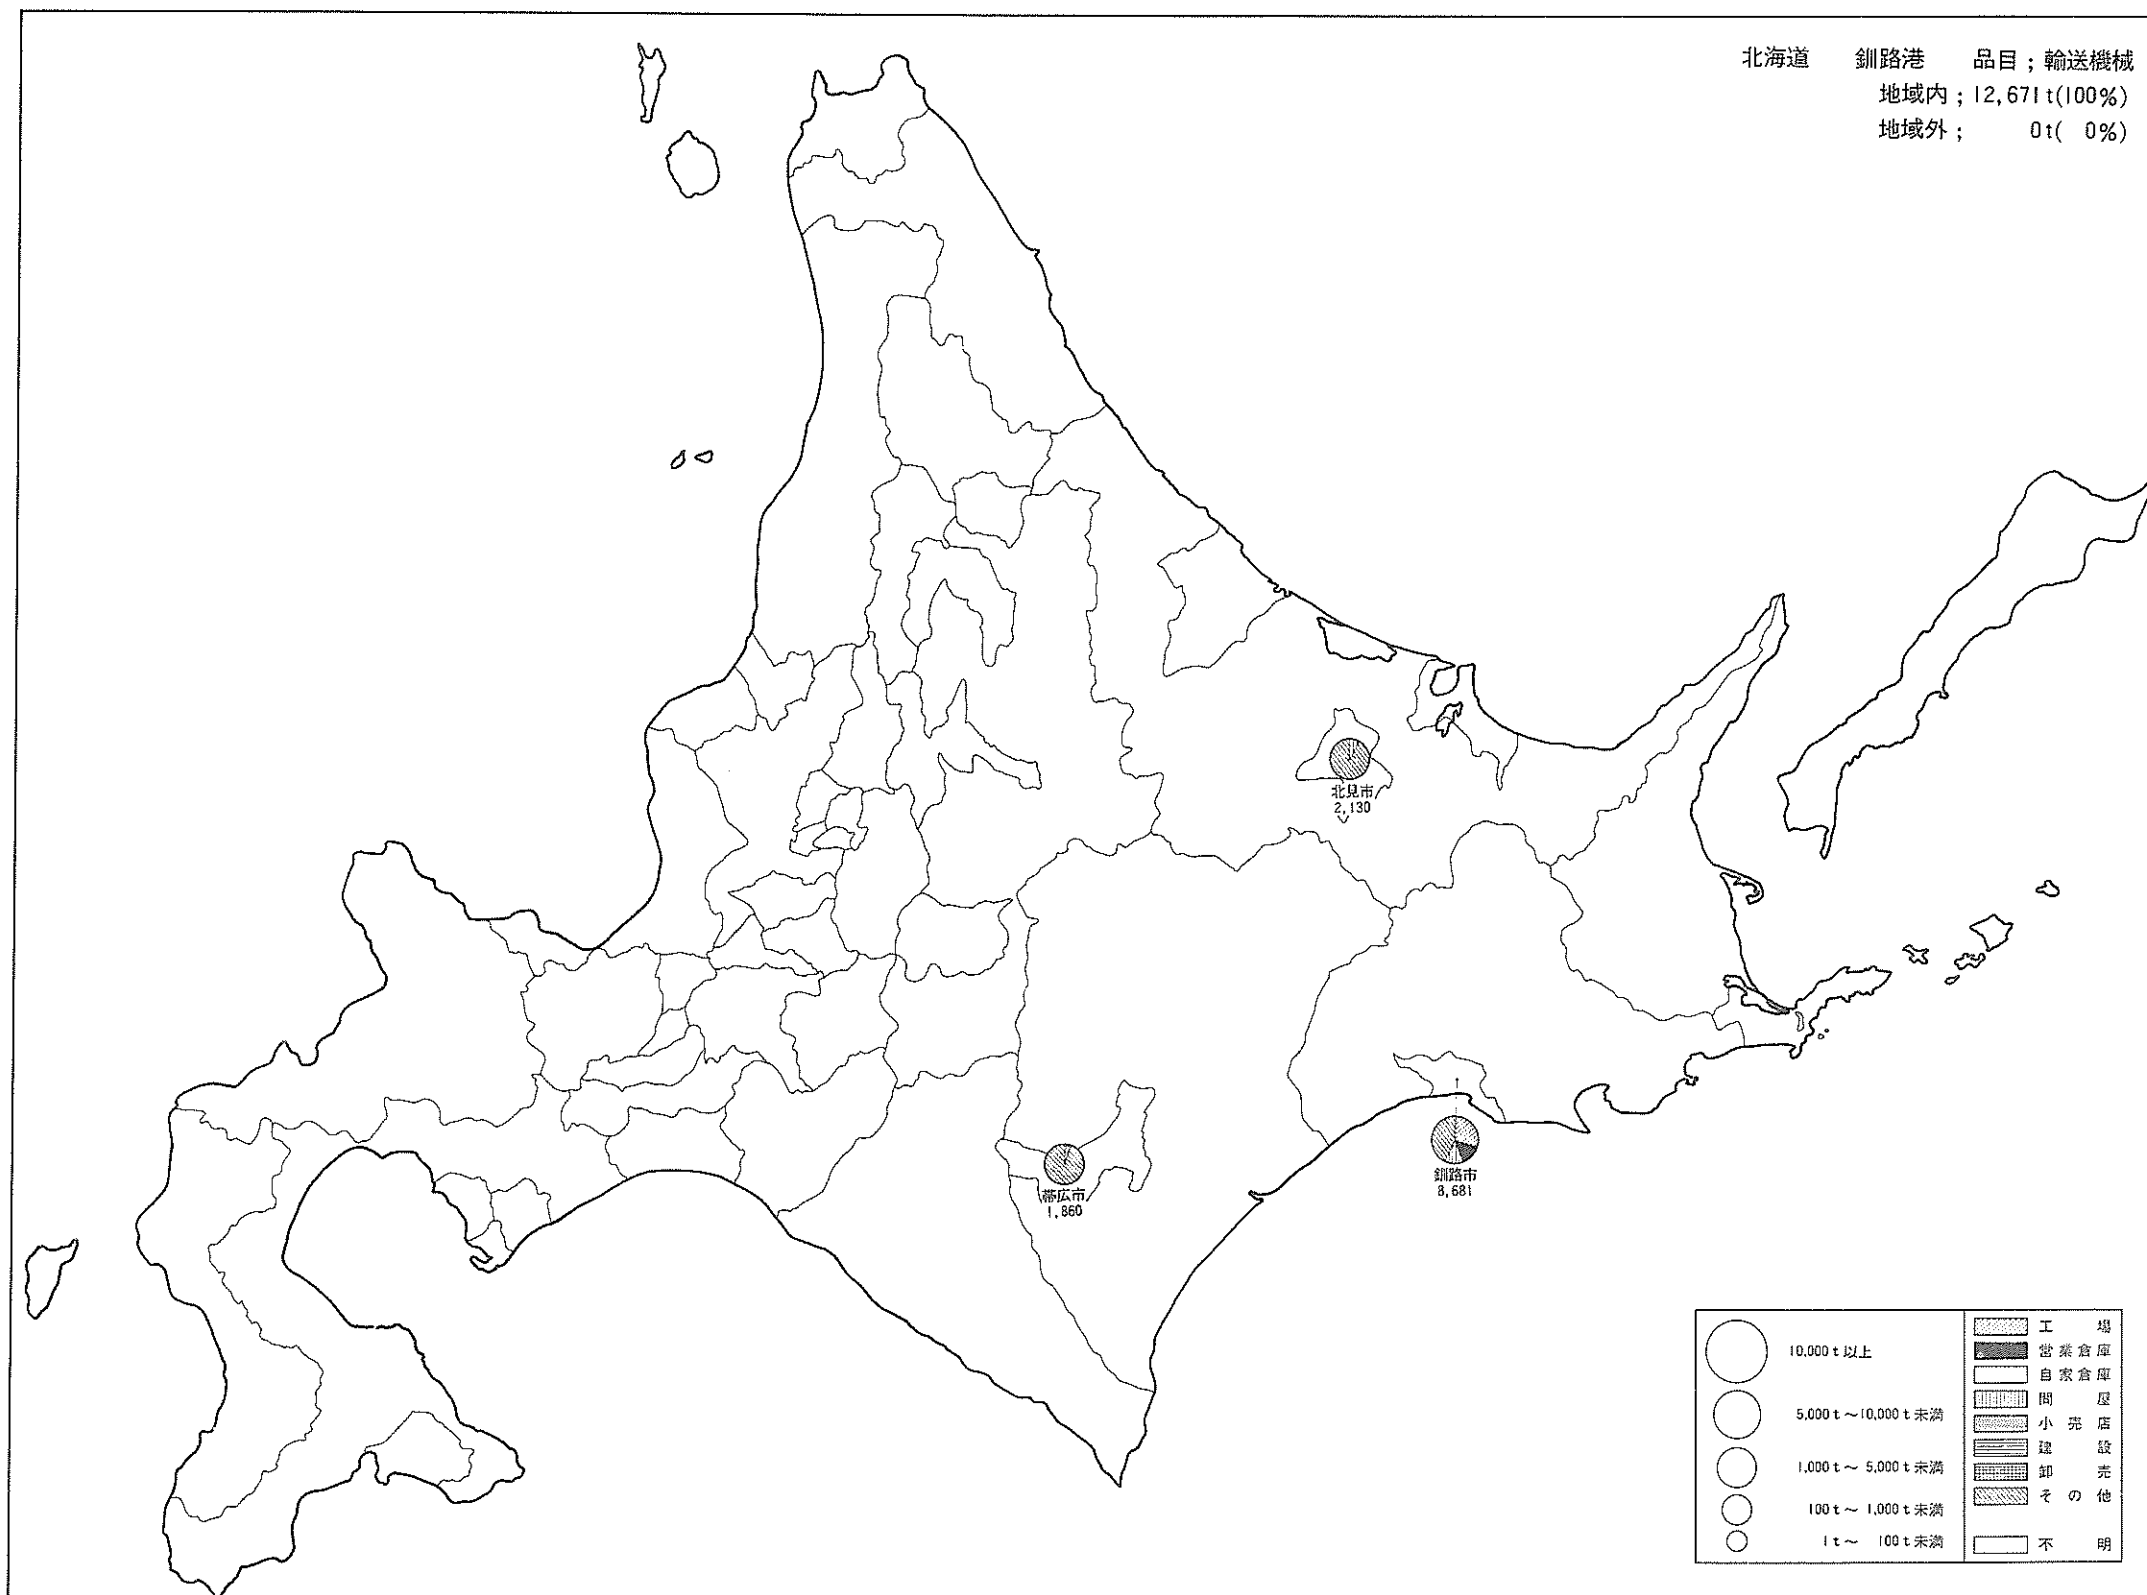 北海道 釧路港 品目；輸送機械
地域内；12,671t(100%)
地域外； 0t( 0%)
北見市
2,130
帯広市
1,860
釧路市
8,681
10,000t以上
5,000t～10,000t未満
1,000t～5,000t未満
100t～1,000t未満
1t～100t未満
工場
営業倉庫
自家倉庫
問屋
小売店
建設
卸売
その他
不明